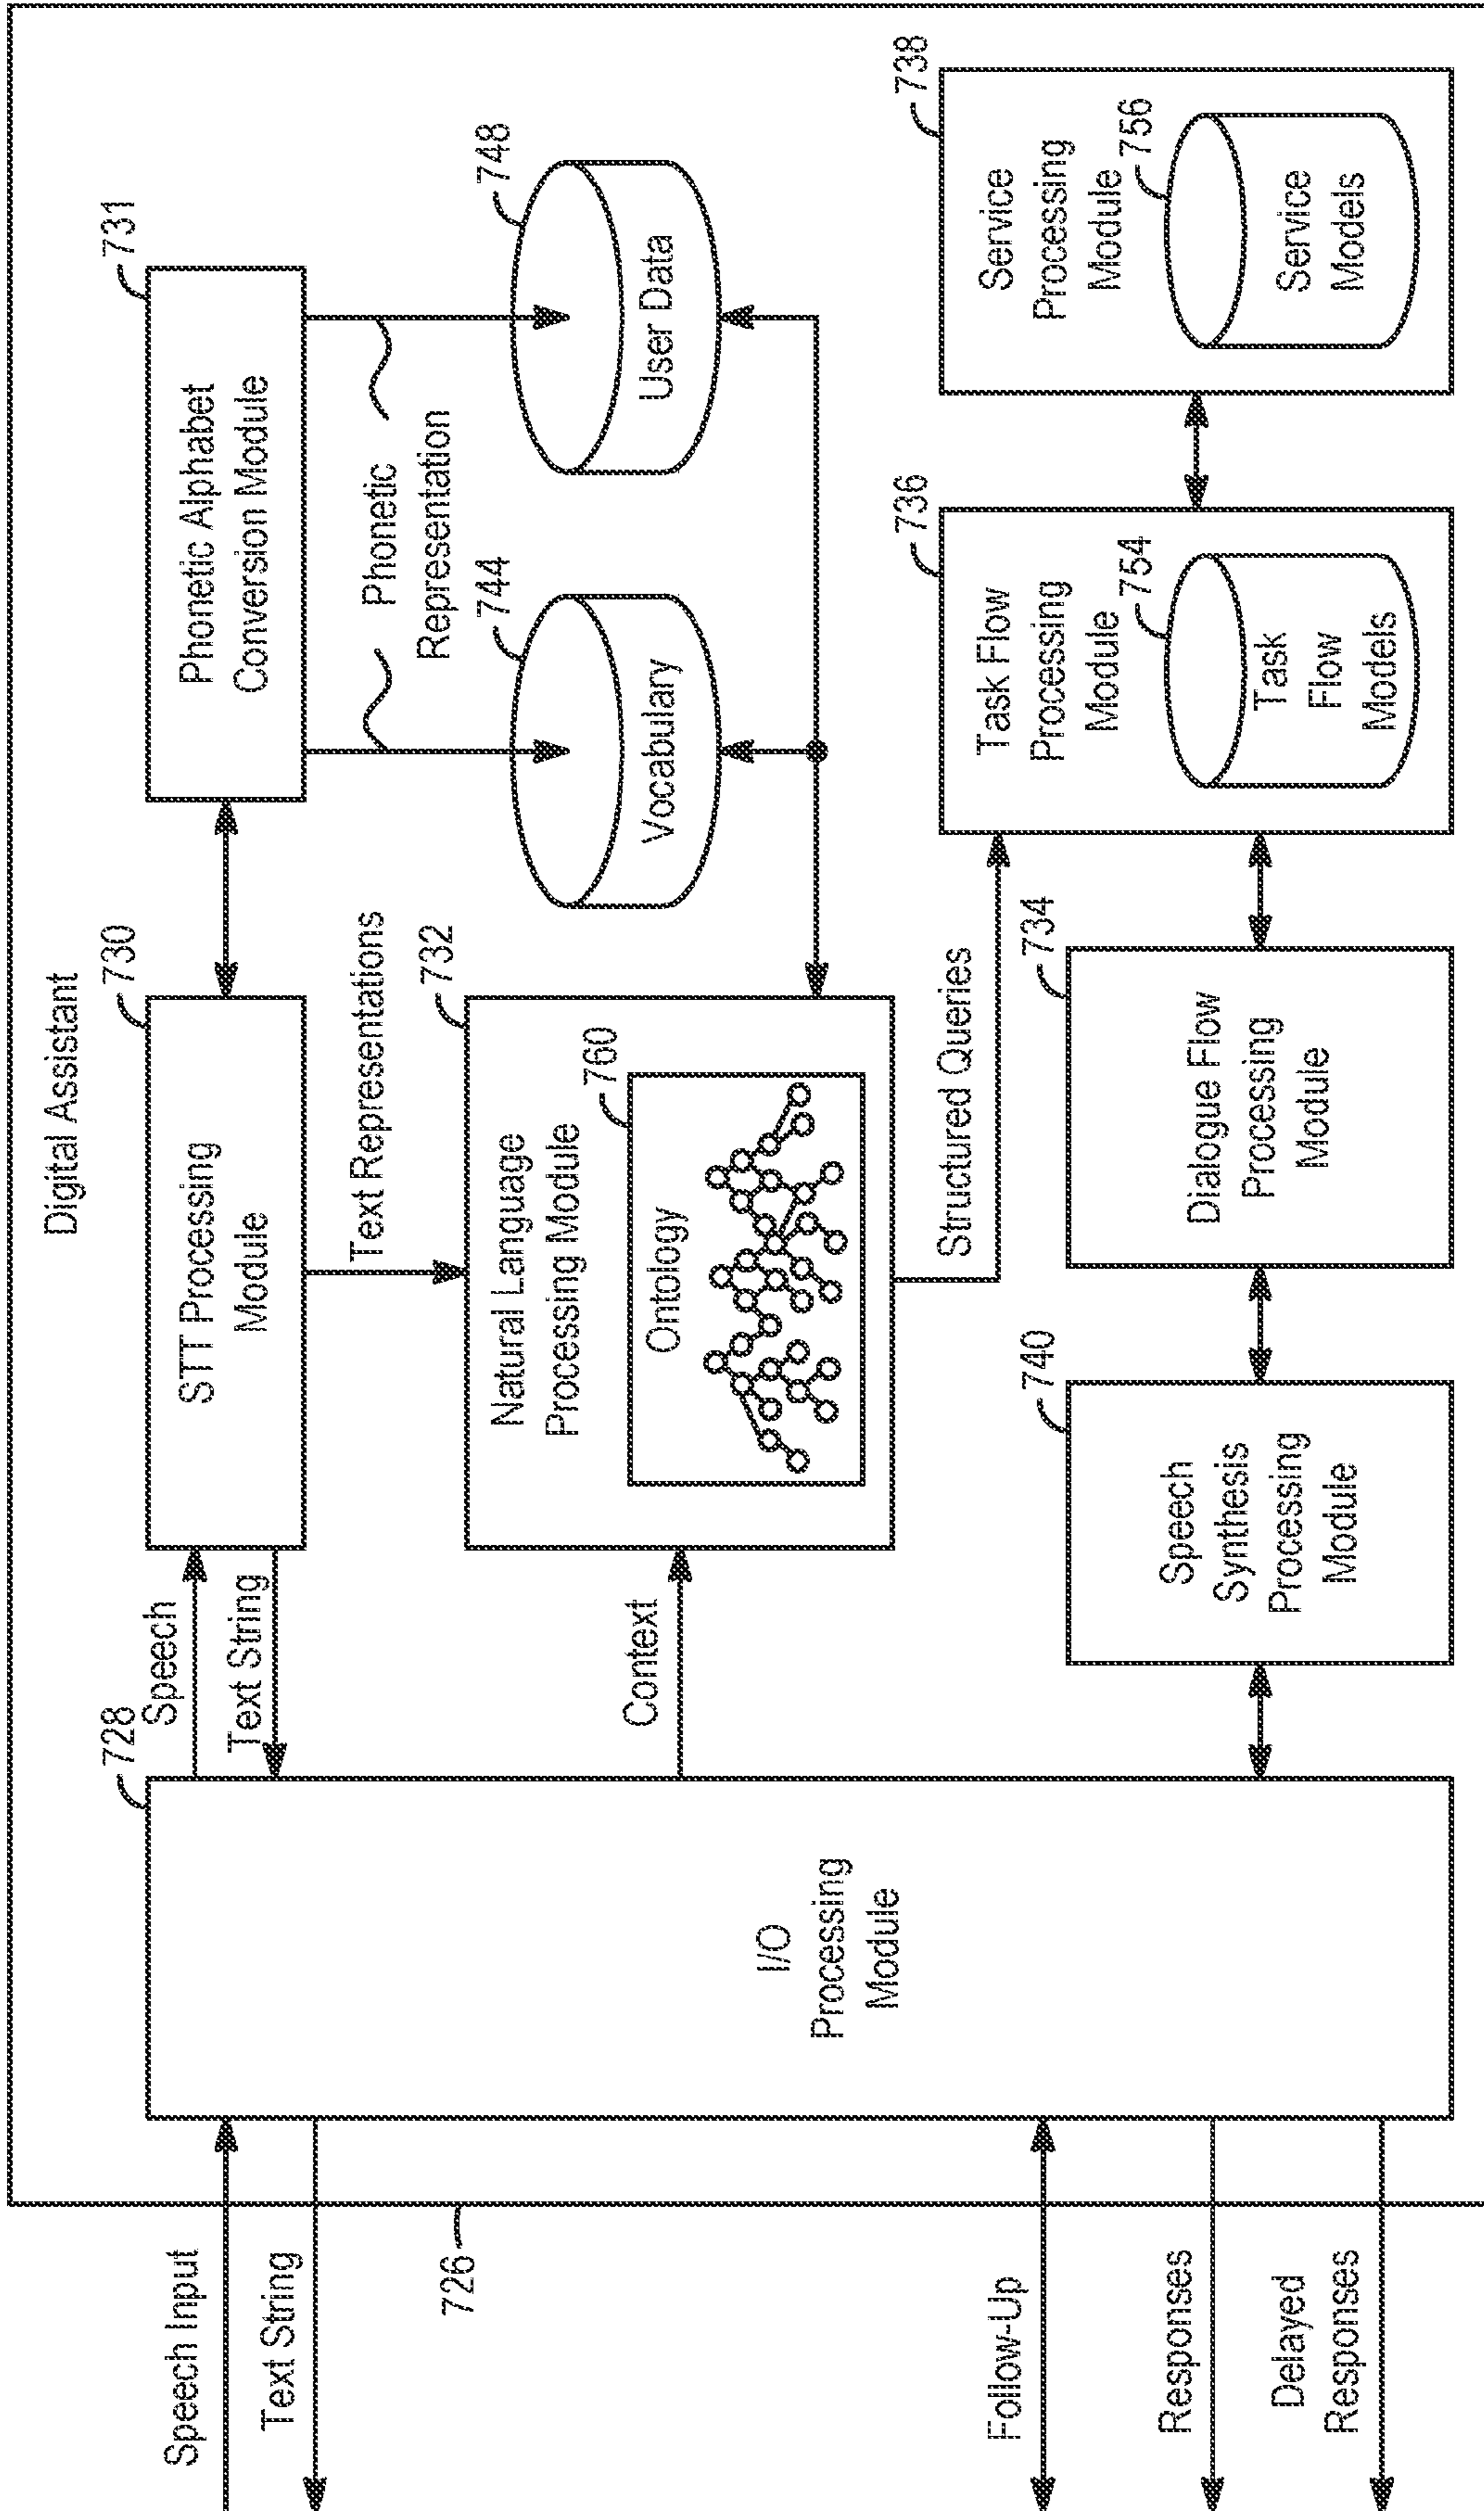 Digital Assistant
Speech Input
Text String
726
728
I/O
Processing
Module
Speech
Text String
Context
730
STT Processing
Module
Text Representations
731
Phonetic Alphabet
Conversion Module
Phonetic
Representation
744
Vocabulary
748
User Data
732
Natural Language
Processing Module
760
Ontology
Structured Queries
Follow-Up
Responses
Delayed
Responses
740
Speech
Synthesis
Processing
Module
734
Dialogue Flow
Processing
Module
736
Task Flow
Processing
Module
754
Task
Flow
Models
738
Service
Processing
Module
756
Service
Models